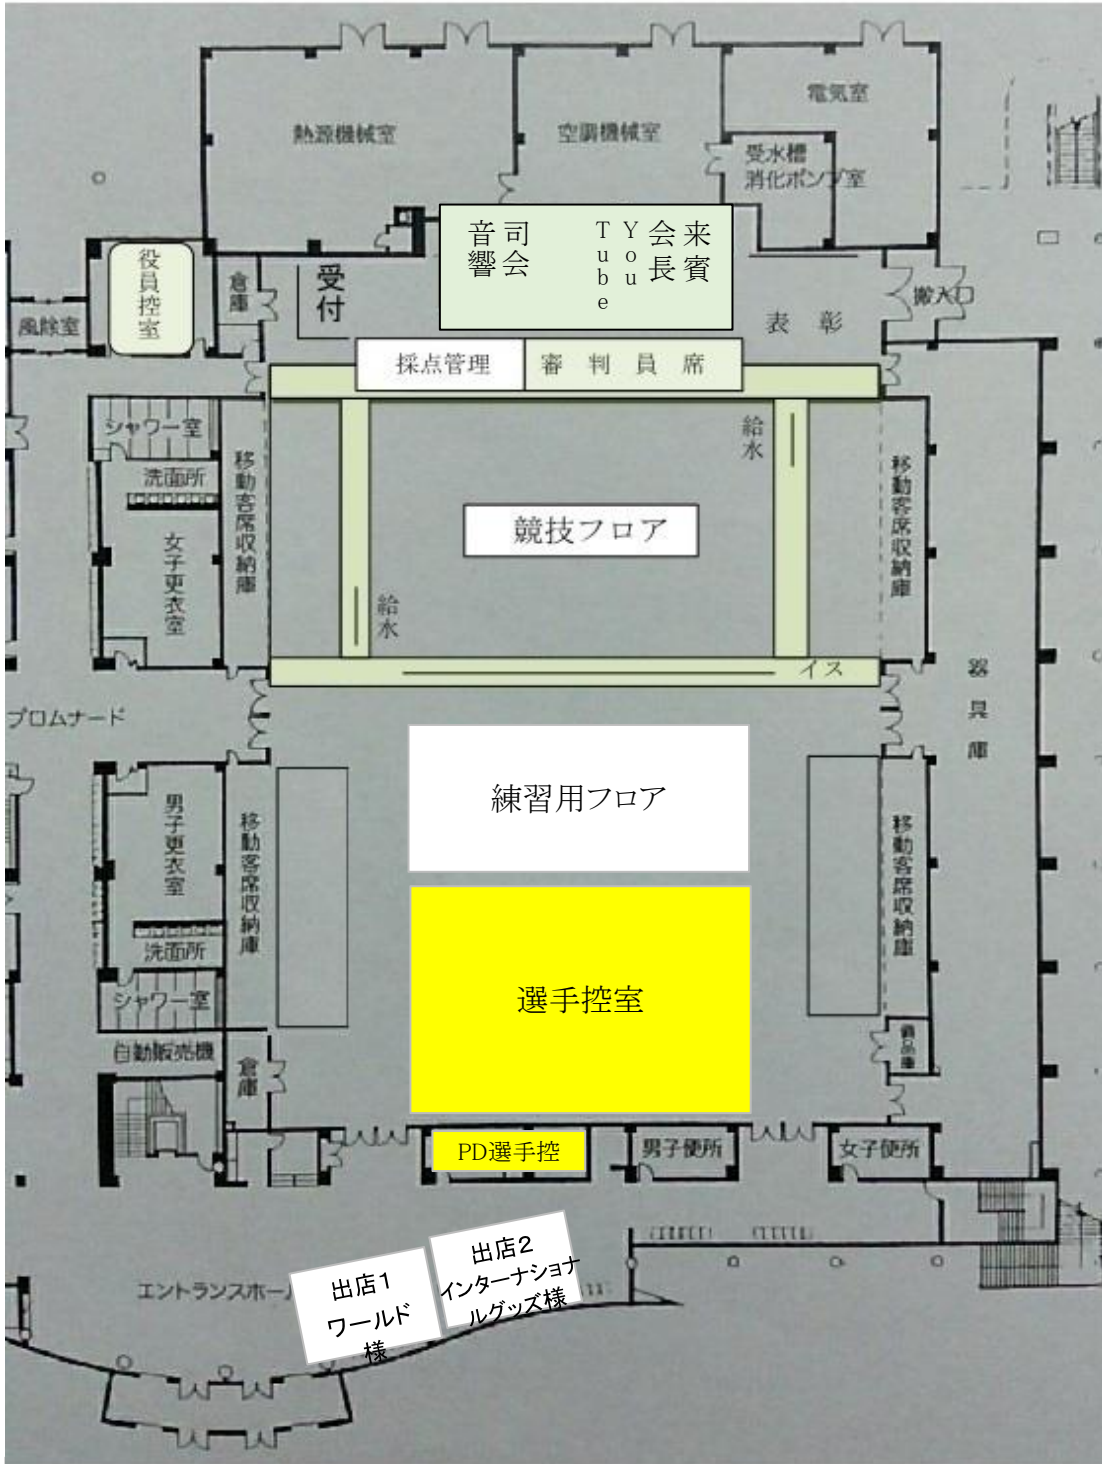 電気室
熱源機械室
空調機械室
受水槽
消化ポンプ室
役員控室
倉庫
受付
音響
司会
You
Tube
会長
来賓
搬入口
風除室
表彰
採点管理
審判員席
シャワー室
給水
洗面所
移動客席収納庫
移動客席収納庫
競技フロア
女子更衣室
給水
イス
器具庫
プロムナード
練習用フロア
男子更衣室
移動客席収納庫
移動客席収納庫
洗面所
シャワー室
選手控室
自動販売機
倉庫
備品庫
PD選手控
男子便所
女子便所
エントランスホー
出店1
ワールド
様
出店2
インターナショナ
ルグッズ様